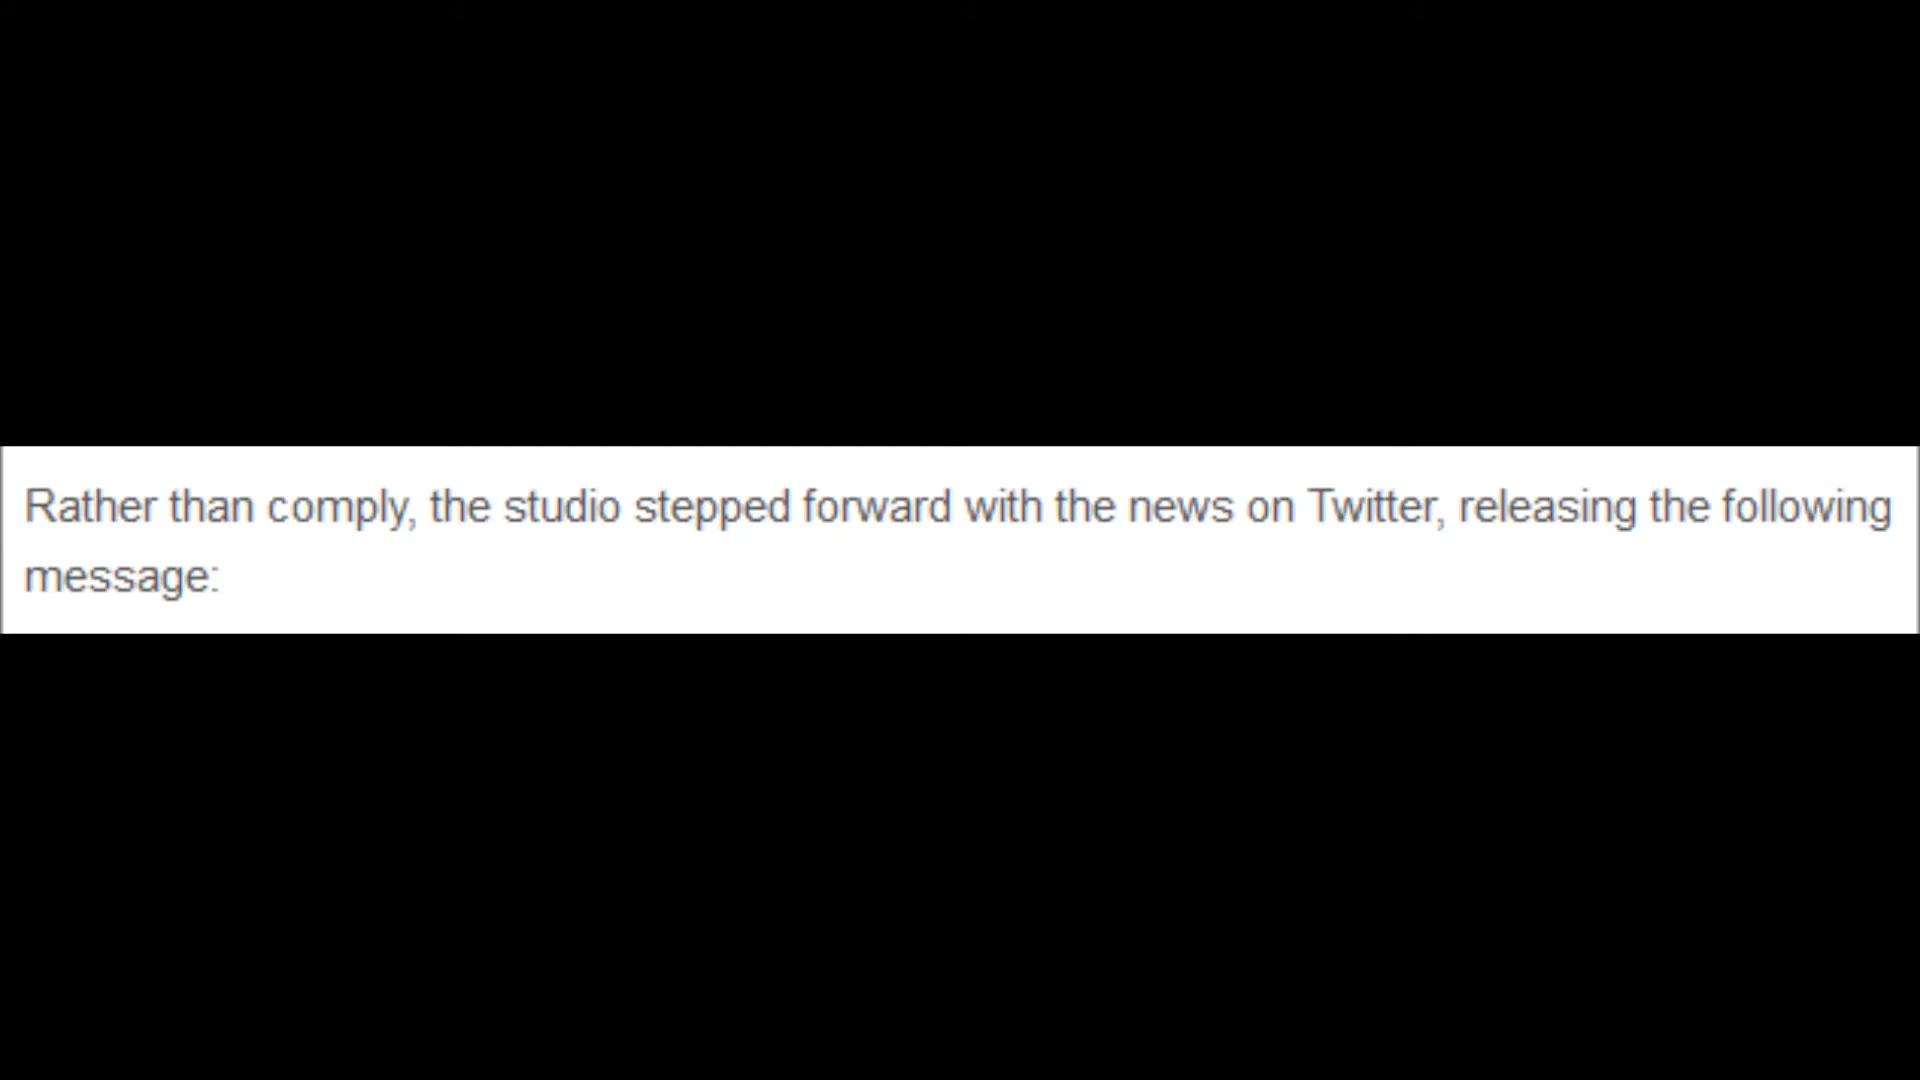 Rather than comply, the studio stepped forward with the news on Twitter, releasing the following
message: